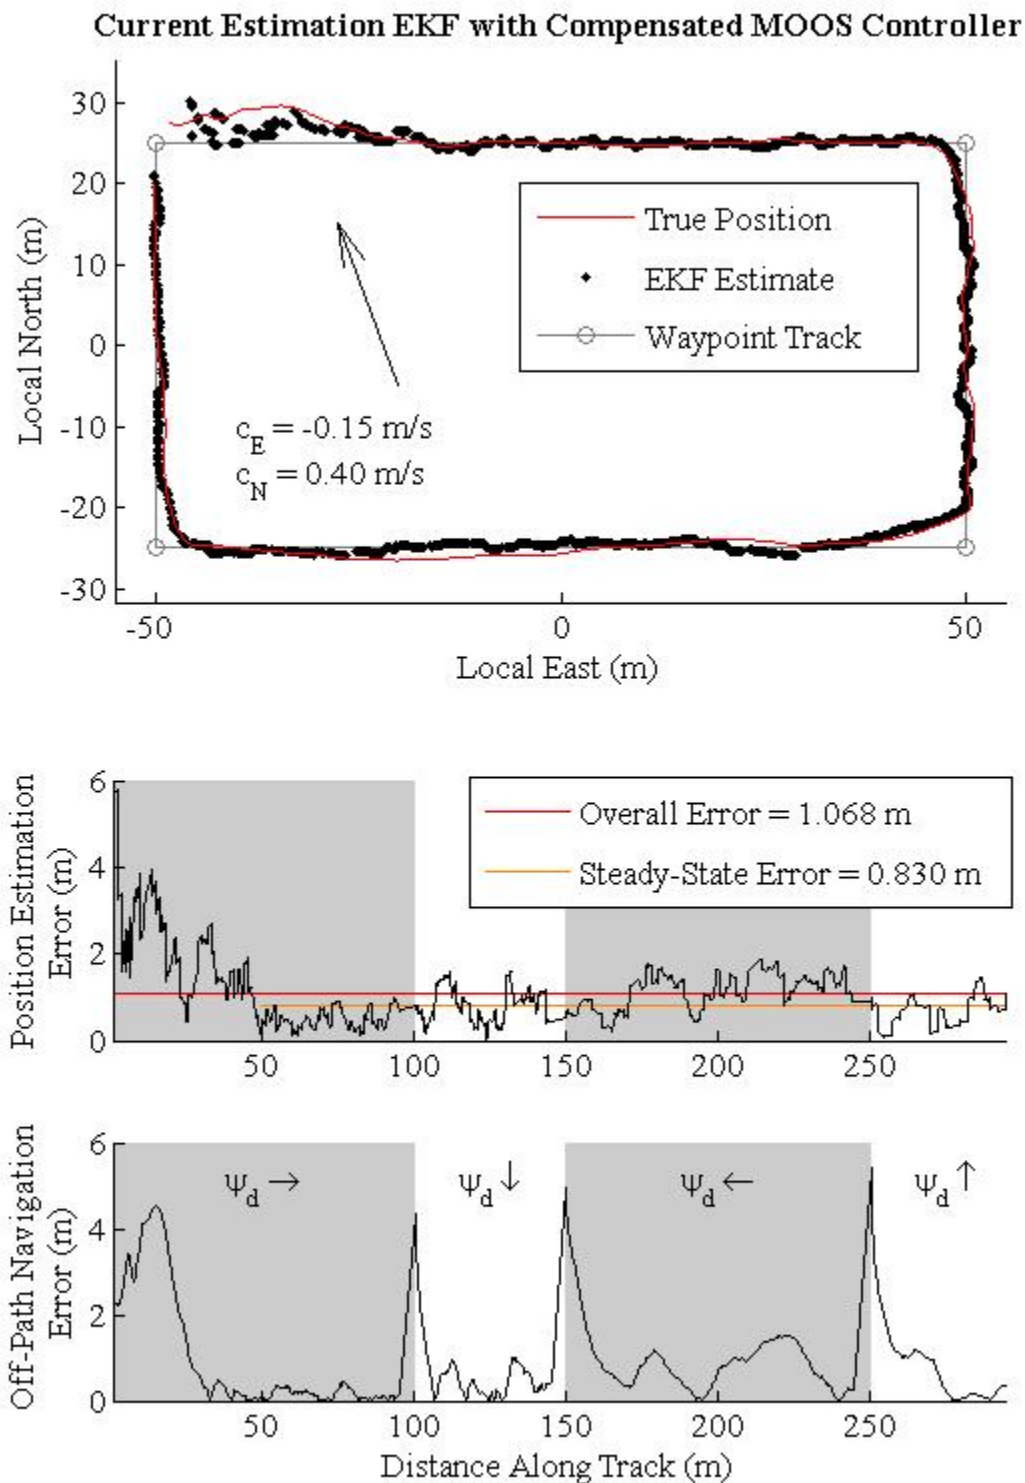 Current Estimation EKF with Compensated MOOS Controller
Local North (m)
30
20
10
0
-10
-20
-30
True Position
EKF Estimate
Waypoint Track
c_E = -0.15 m/s
c_N = 0.40 m/s
-50
0
50
Local East (m)
Position Estimation
Error (m)
6
4
2
0
Overall Error = 1.068 m
Steady-State Error = 0.830 m
50
100
150
200
250
Off-Path Navigation
Error (m)
6
4
2
0
Ψ_d → Ψ_d ↓ Ψ_d ← Ψ_d ↑
50
100
150
200
250
Distance Along Track (m)